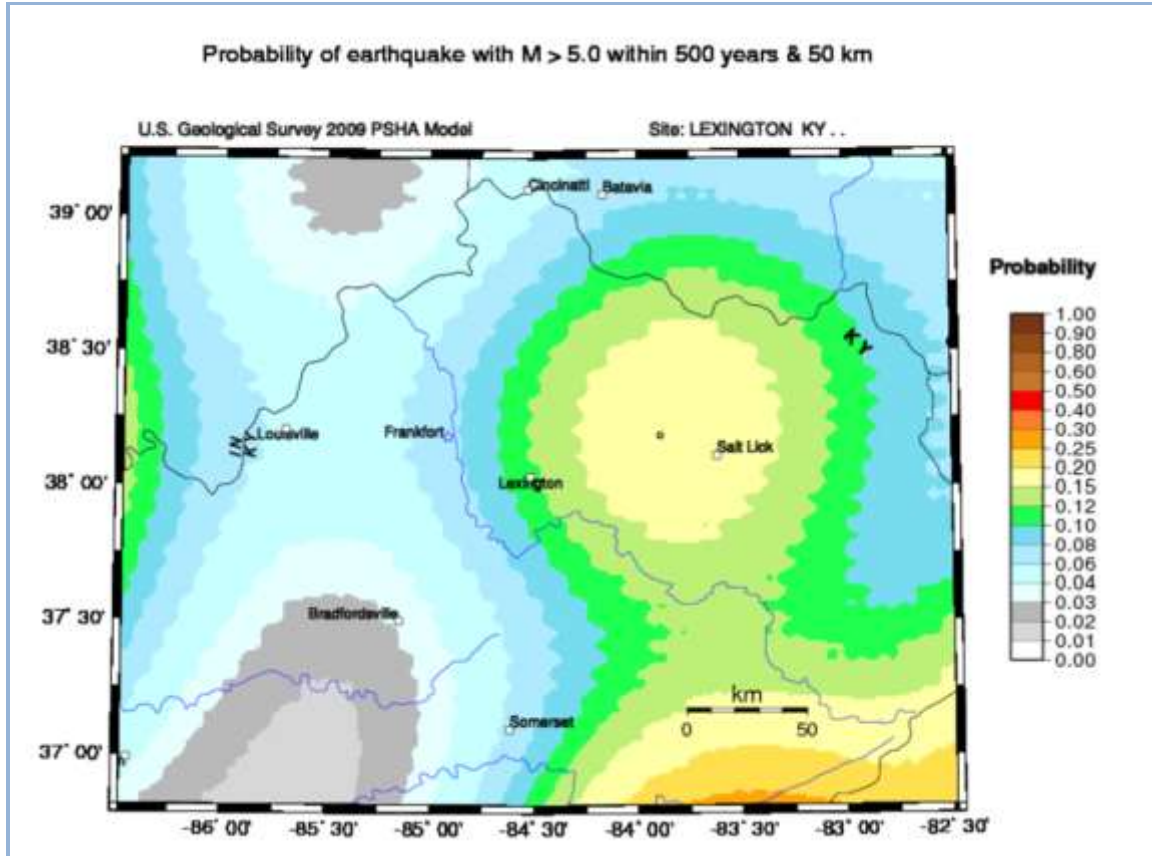 Probability of earthquake with M > 5.0 within 500 years & 50 km
U.S. Geological Survey 2009 PSHA Model
Site: LEXINGTON KY . .
Cincinatti
Batavia
39° 00'
38° 30'
38° 00'
37° 30'
37° 00'
KY
IN
KY
Louisville
Frankfort
Salt Lick
Lexington
Bradfordsville
Somerset
km
0
50
-86° 00'
-85° 30'
-85° 00'
-84° 30'
-84° 00'
-83° 30'
-83° 00'
-82° 30'
Probability
1.00
0.90
0.80
0.60
0.50
0.40
0.30
0.25
0.20
0.15
0.12
0.10
0.08
0.06
0.04
0.03
0.02
0.01
0.00